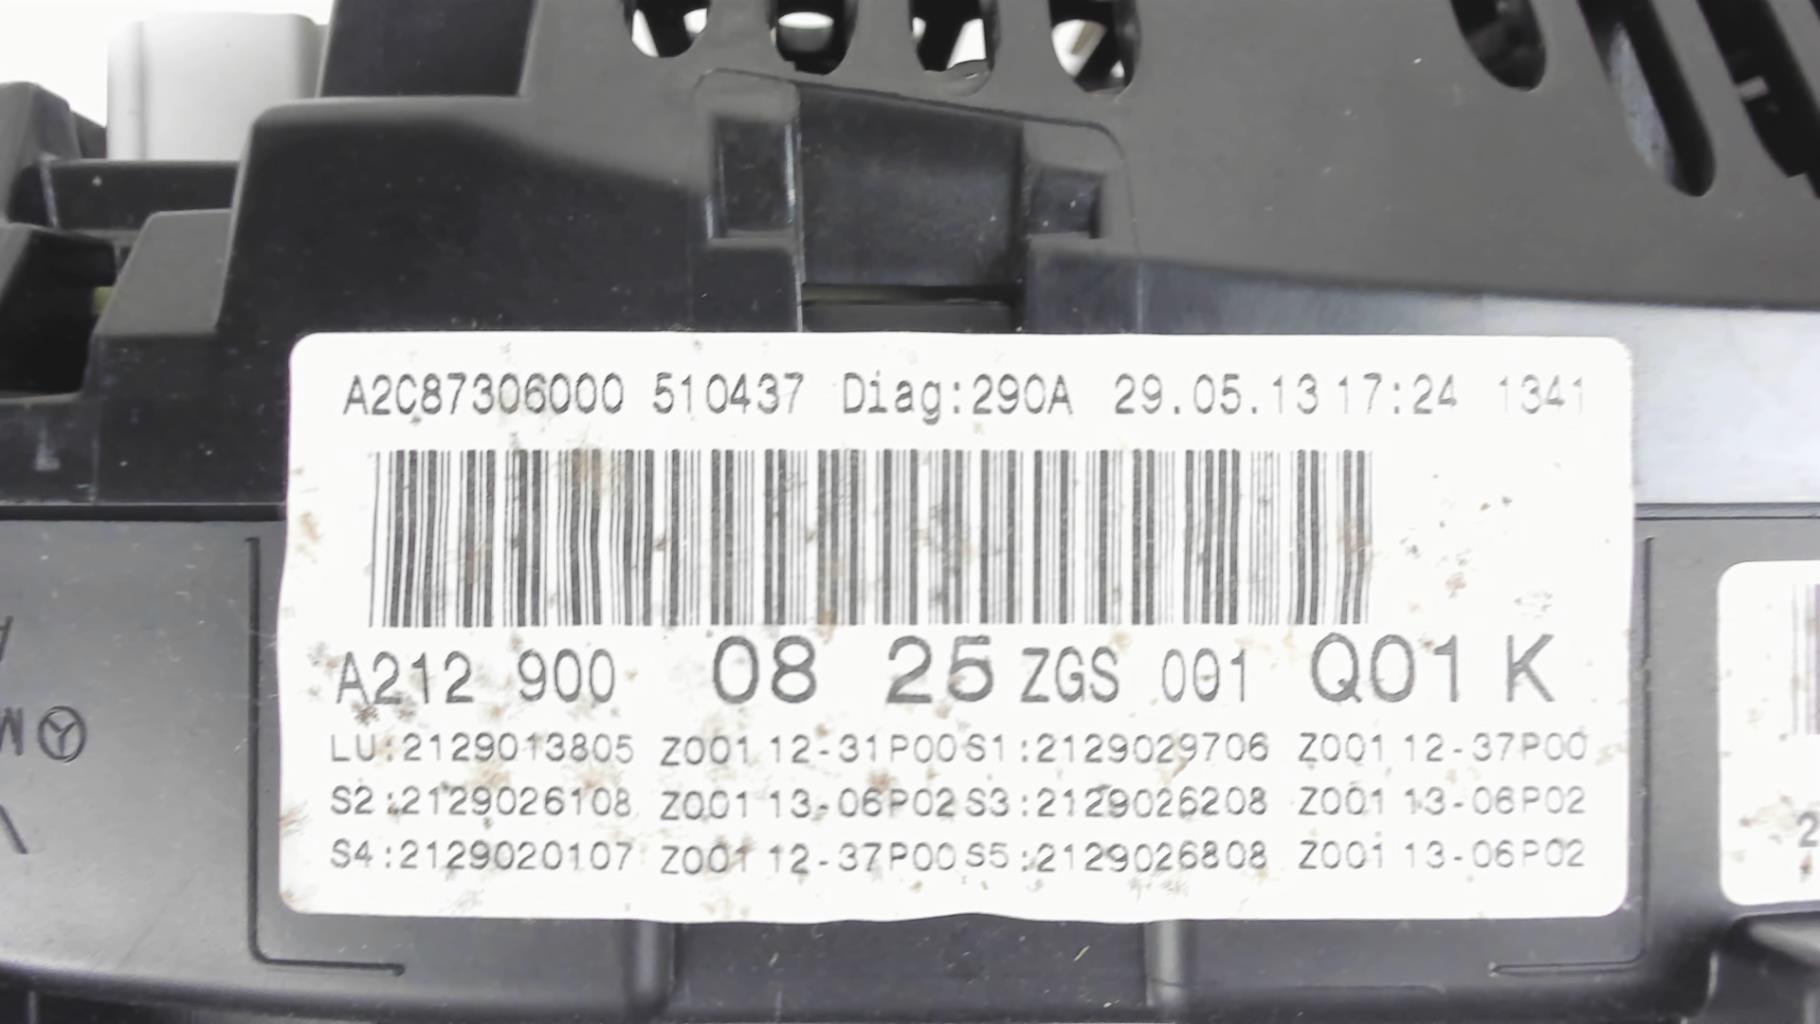 A2C87306000 510437 Diag:290A 29.05.13 17:24 1341
A212 900 08 25 ZGS 001 Q01 K
LU:2129013805 Z001 12-31P00 S1:2129029706 Z001 12-37P00
S2:2129026108 Z001 13-06P02 S3:2129026208 Z001 13-06P02
S4:2129020107 Z001 12-37P00 S5:2129026808 Z001 13-06P02